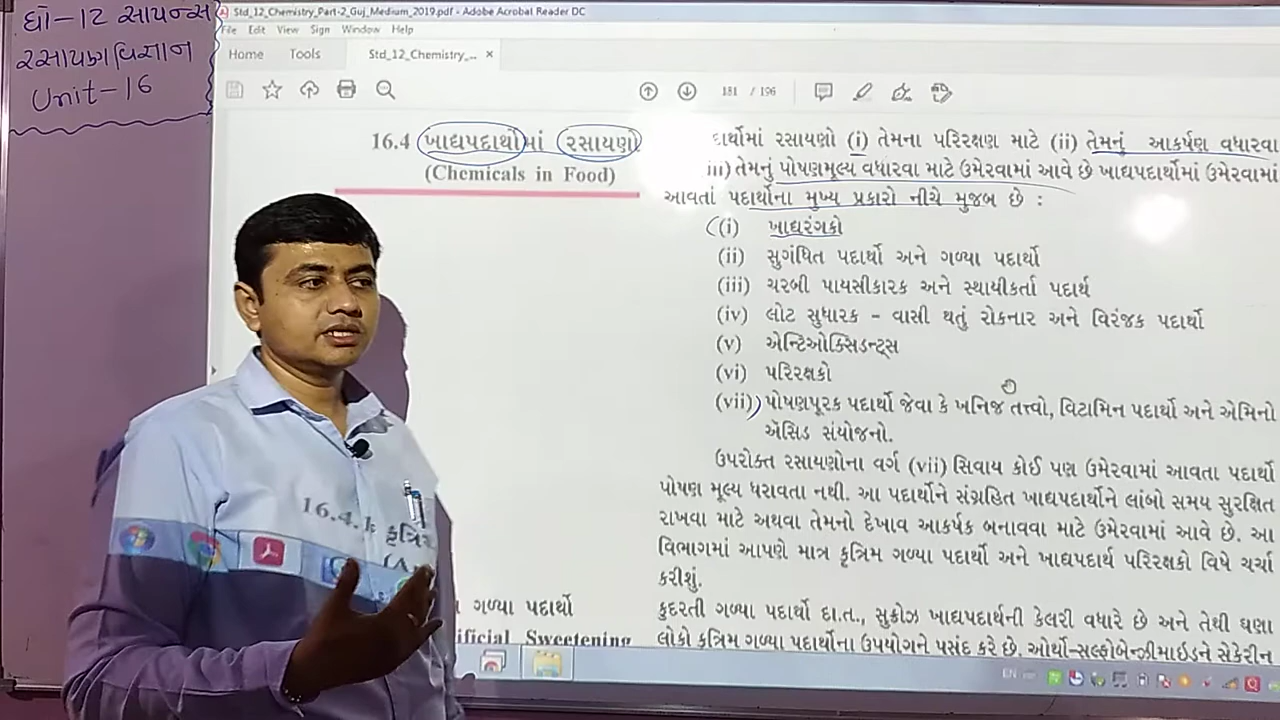 ધો-12 સાયન્સ
રસાયણવિજ્ઞાન
Unit-16
Std_12_Chemistry_Part-2_Guj_Medium_2019.pdf - Adobe Acrobat Reader DC
File Edit View Sign Window Help
Home Tools Std_12_Chemistry_... ×
181 / 196
16.4 ખાદ્યપદાર્થોમાં રસાયણો
(Chemicals in Food)
દાર્થોમાં રસાયણો (i) તેમના પરિરક્ષણ માટે (ii) તેમનું આકર્ષણ વધારવા
iii) તેમનું પોષણમૂલ્ય વધારવા માટે ઉમેરવામાં આવે છે ખાદ્યપદાર્થોમાં ઉમેરવામાં
આવતાં પદાર્થોના મુખ્ય પ્રકારો નીચે મુજબ છે :
(i) ખાદ્યરંગકો
(ii) સુગંધિત પદાર્થો અને ગળ્યા પદાર્થો
(iii) ચરબી પાયસીકારક અને સ્થાયીકર્તા પદાર્થ
(iv) લોટ સુધારક - વાસી થતું રોકનાર અને વિરંજક પદાર્થો
(v) એન્ટિઓક્સિડન્ટ્સ
(vi) પરિરક્ષકો
(vii) પોષણપૂરક પદાર્થો જેવા કે ખનિજ તત્ત્વો, વિટામિન પદાર્થો અને એમિનો
ઍસિડ સંયોજનો.
ઉપરોક્ત રસાયણોના વર્ગ (vii) સિવાય કોઈ પણ ઉમેરવામાં આવતા પદાર્થો
પોષણ મૂલ્ય ધરાવતા નથી. આ પદાર્થોને સંગ્રહિત ખાદ્યપદાર્થોને લાંબો સમય સુરક્ષિત
રાખવા માટે અથવા તેમનો દેખાવ આકર્ષક બનાવવા માટે ઉમેરવામાં આવે છે. આ
વિભાગમાં આપણે માત્ર કૃત્રિમ ગળ્યા પદાર્થો અને ખાદ્યપદાર્થ પરિરક્ષકો વિષે ચર્ચા
કરીશું.
16.4.1 કૃત્રિ
ગળ્યા પદાર્થો
ificial Sweetening
કુદરતી ગળ્યા પદાર્થો દા.ત., સુક્રોઝ ખાદ્યપદાર્થની કેલરી વધારે છે અને તેથી ઘણા
લોકો કૃત્રિમ ગળ્યા પદાર્થોના ઉપયોગને પસંદ કરે છે. ઓર્થો-સલ્ફોબેન્ઝીમાઇડને સેકેરીન
EN